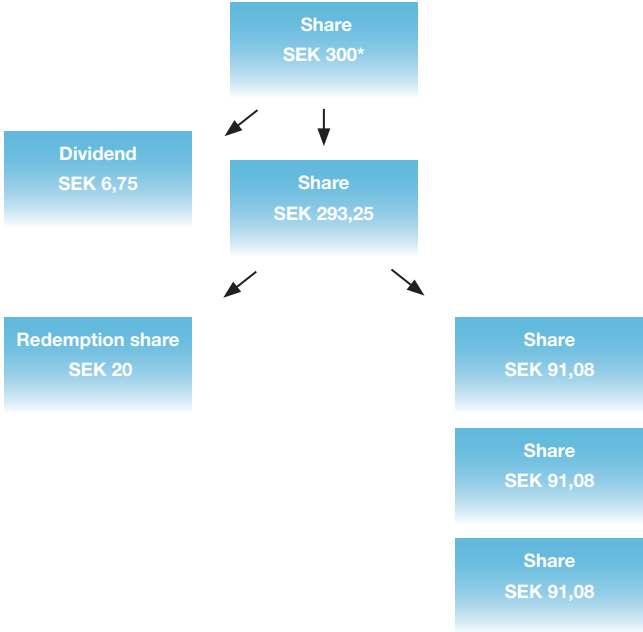 Share
SEK 300*
Dividend
SEK 6,75
Share
SEK 293,25
Redemption share
SEK 20
Share
SEK 91,08
Share
SEK 91,08
Share
SEK 91,08